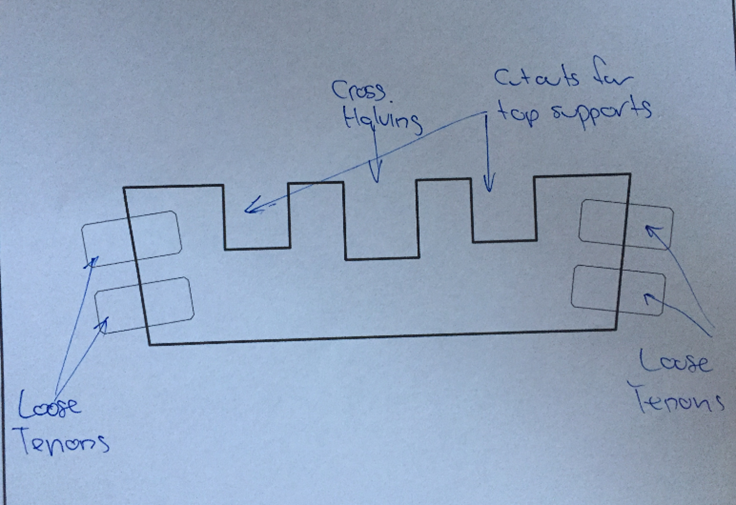 Cross
Halving
Cutouts for
top supports
Loose
Tenons
Loose
Tenons